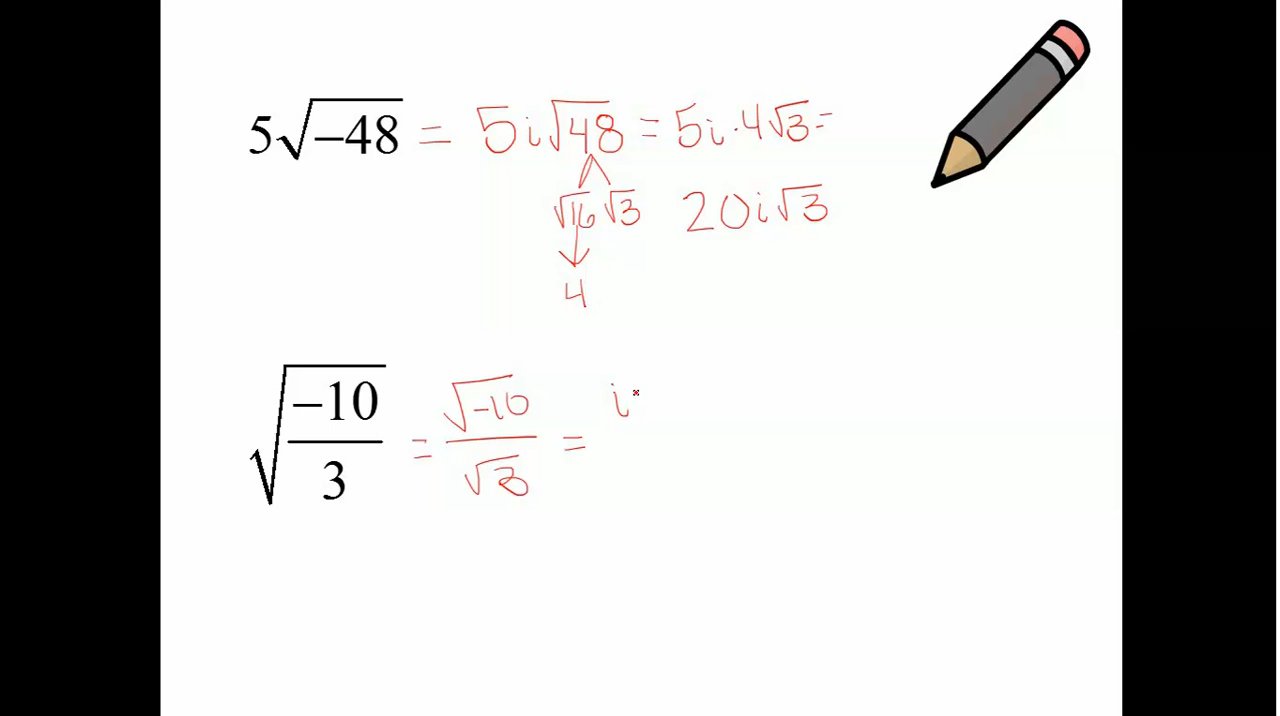 5√−48 = 5i√48 = 5i·4√3 =
√16 √3 20i√3
4
√(−10/3) = √−10/√3 = i